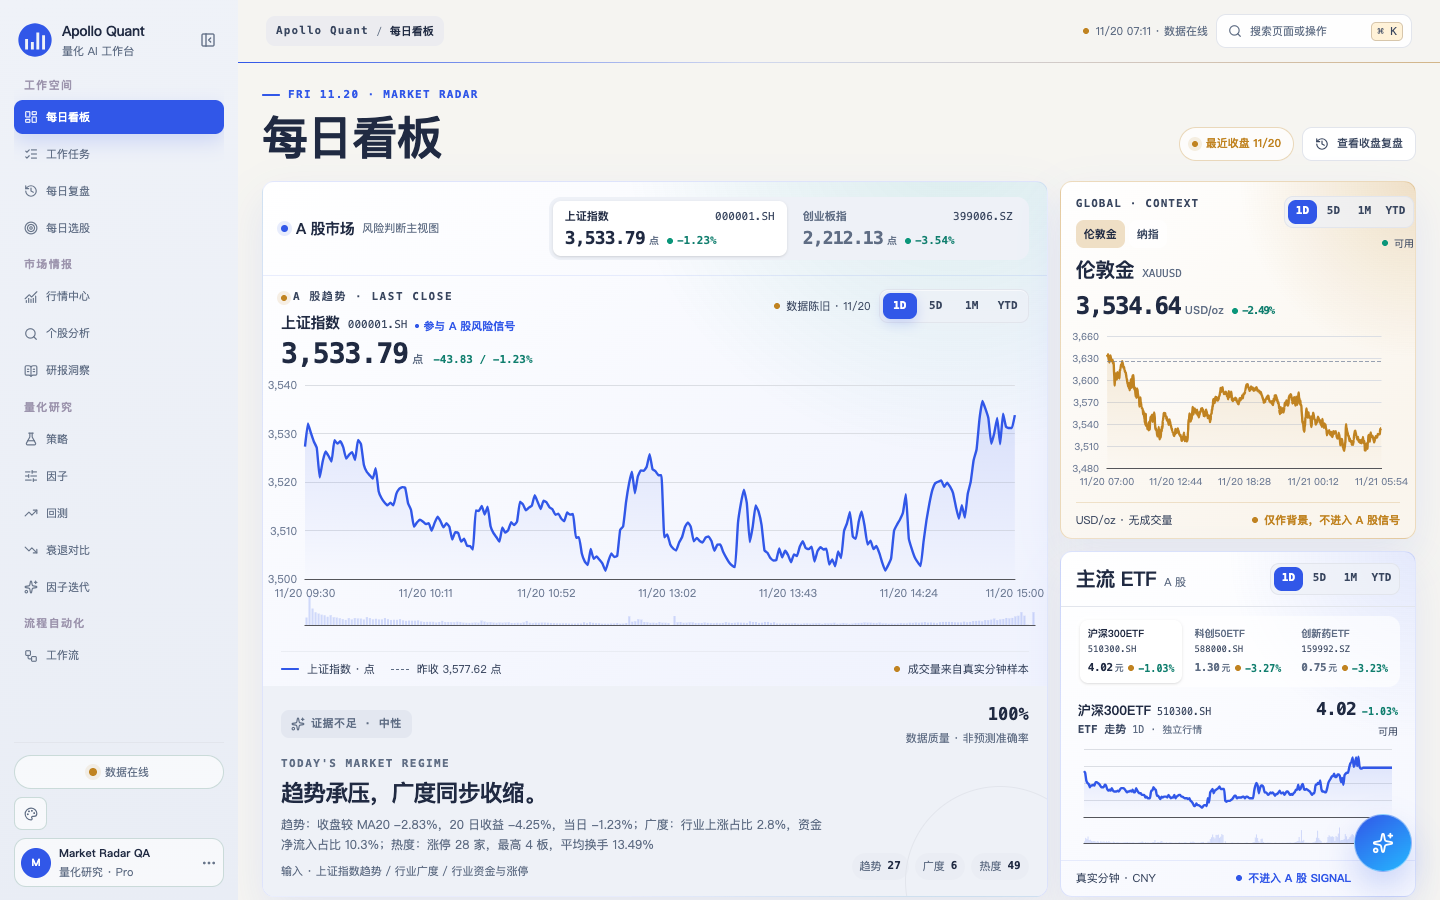 Apollo Quant
量化 AI 工作台
工作空间
每日看板
工作任务
每日复盘
每日选股
市场情报
行情中心
个股分析
研报洞察
量化研究
策略
因子
回测
衰退对比
因子迭代
流程自动化
工作流
数据在线
M
Market Radar QA
量化研究 · Pro
Apollo Quant / 每日看板
11/20 07:11 · 数据在线
搜索页面或操作
⌘ K
FRI 11.20 · MARKET RADAR
每日看板
最近收盘 11/20
查看收盘复盘
A 股市场 风险判断主视图
上证指数 000001.SH
3,533.79 点 −1.23%
创业板指 399006.SZ
2,212.13 点 −3.54%
A 股趋势 · LAST CLOSE
数据陈旧 · 11/20
1D 5D 1M YTD
上证指数 000001.SH 参与 A 股风险信号
3,533.79 点 −43.83 / −1.23%
3,540
3,530
3,520
3,510
3,500
11/20 09:30 11/20 10:11 11/20 10:52 11/20 13:02 11/20 13:43 11/20 14:24 11/20 15:00
上证指数 · 点 昨收 3,577.62 点
成交量来自真实分钟样本
证据不足 · 中性
100%
数据质量 · 非预测准确率
TODAY'S MARKET REGIME
趋势承压，广度同步收缩。
趋势：收盘较 MA20 −2.83%，20 日收益 −4.25%，当日 −1.23%；广度：行业上涨占比 2.8%，资金
净流入占比 10.3%；热度：涨停 28 家，最高 4 板，平均换手 13.49%
输入 · 上证指数趋势 / 行业广度 / 行业资金与涨停
趋势 27 广度 6 热度 49
GLOBAL · CONTEXT
1D 5D 1M YTD
伦敦金 纳指
可用
伦敦金 XAUUSD
3,534.64 USD/oz −2.49%
3,660
3,630
3,600
3,570
3,540
3,510
3,480
11/20 07:00 11/20 12:44 11/20 18:28 11/21 00:12 11/21 05:54
USD/oz · 无成交量
仅作背景，不进入 A 股信号
主流 ETF A 股
1D 5D 1M YTD
沪深300ETF
510300.SH
4.02 元 −1.03%
科创50ETF
588000.SH
1.30 元 −3.27%
创新药ETF
159992.SZ
0.75 元 −3.23%
沪深300ETF 510300.SH
4.02 −1.03%
ETF 走势 1D · 独立行情
可用
真实分钟 · CNY
不进入 A 股 SIGNAL